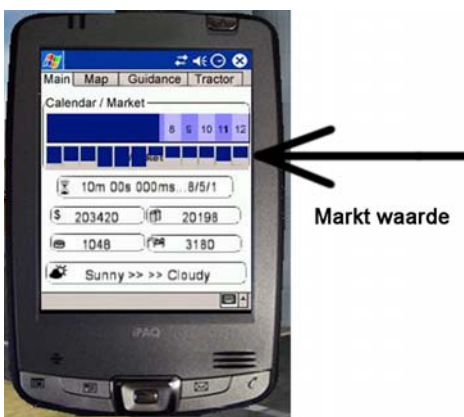 Main Map Guidance Tractor
Calendar / Market
8 9 10 11 12
10m 00s 000ms...8/5/1
$ 203420 20198
1048 3180
Sunny >> >> Cloudy
iPAQ
Markt waarde